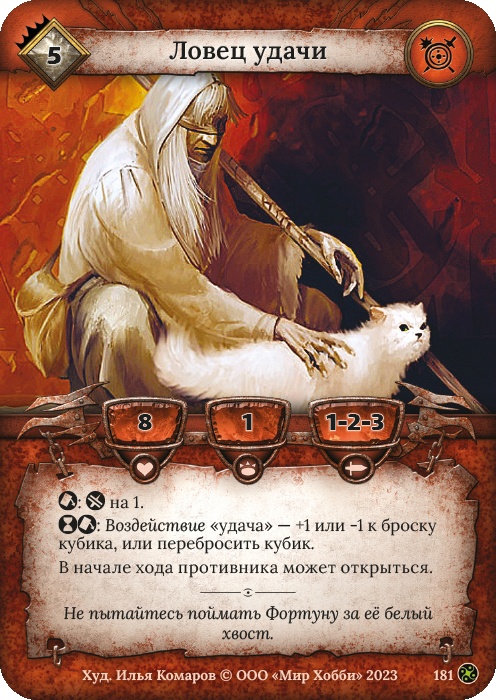 5
Ловец удачи
8
1
1-2-3
: на 1.
: Воздействие «удача» — +1 или -1 к броску
кубика, или перебросить кубик.
В начале хода противника может открыться.
Не пытайтесь поймать Фортуну за её белый
хвост.
Худ. Илья Комаров © ООО «Мир Хобби» 2023
181